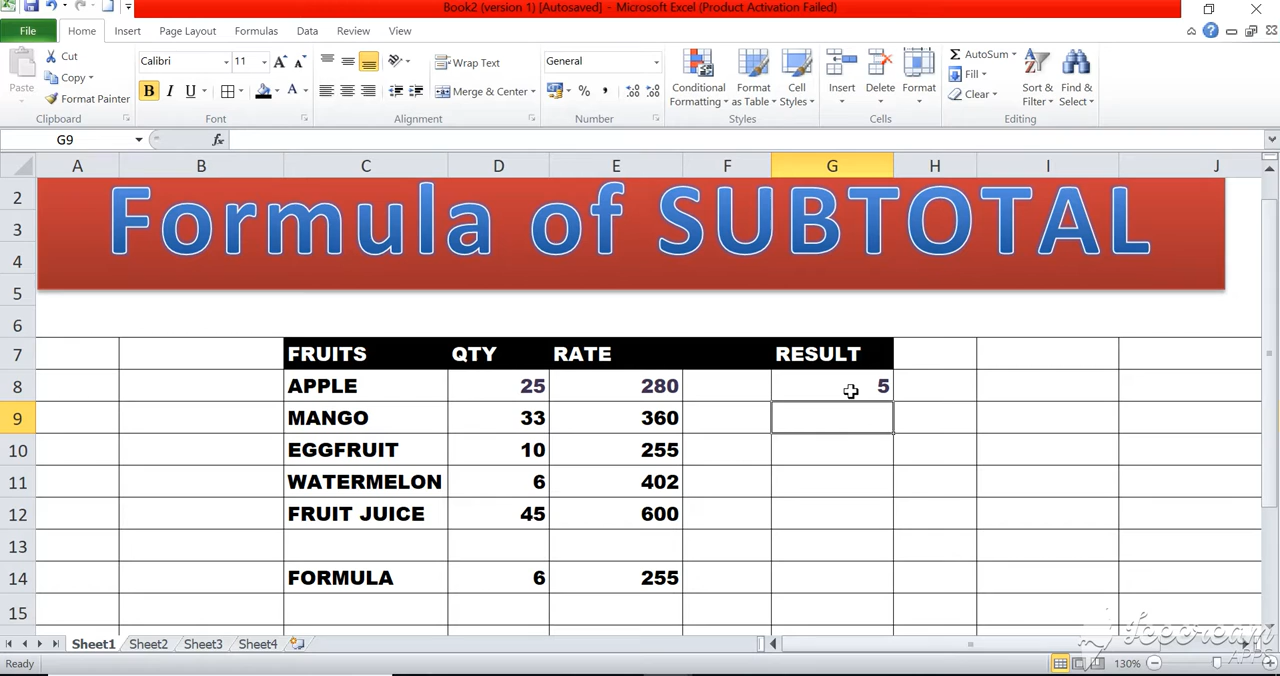 Book2 (version 1) [Autosaved] - Microsoft Excel (Product Activation Failed)
File Home Insert Page Layout Formulas Data Review View
Paste Cut Copy Format Painter
Calibri 11 B I U
Wrap Text
Merge & Center
General
Conditional Formatting Format as Table Cell Styles
Insert Delete Format
AutoSum Fill Clear
Sort & Filter Find & Select
Clipboard Font Alignment Number Styles Cells Editing
G9 fx
A B C D E F G H I J
2
3
4
5
Formula of SUBTOTAL
6
7 FRUITS QTY RATE RESULT
8 APPLE 25 280 5
9 MANGO 33 360
10 EGGFRUIT 10 255
11 WATERMELON 6 402
12 FRUIT JUICE 45 600
13
14 FORMULA 6 255
15
Sheet1 Sheet2 Sheet3 Sheet4
Ready 130%
APPS